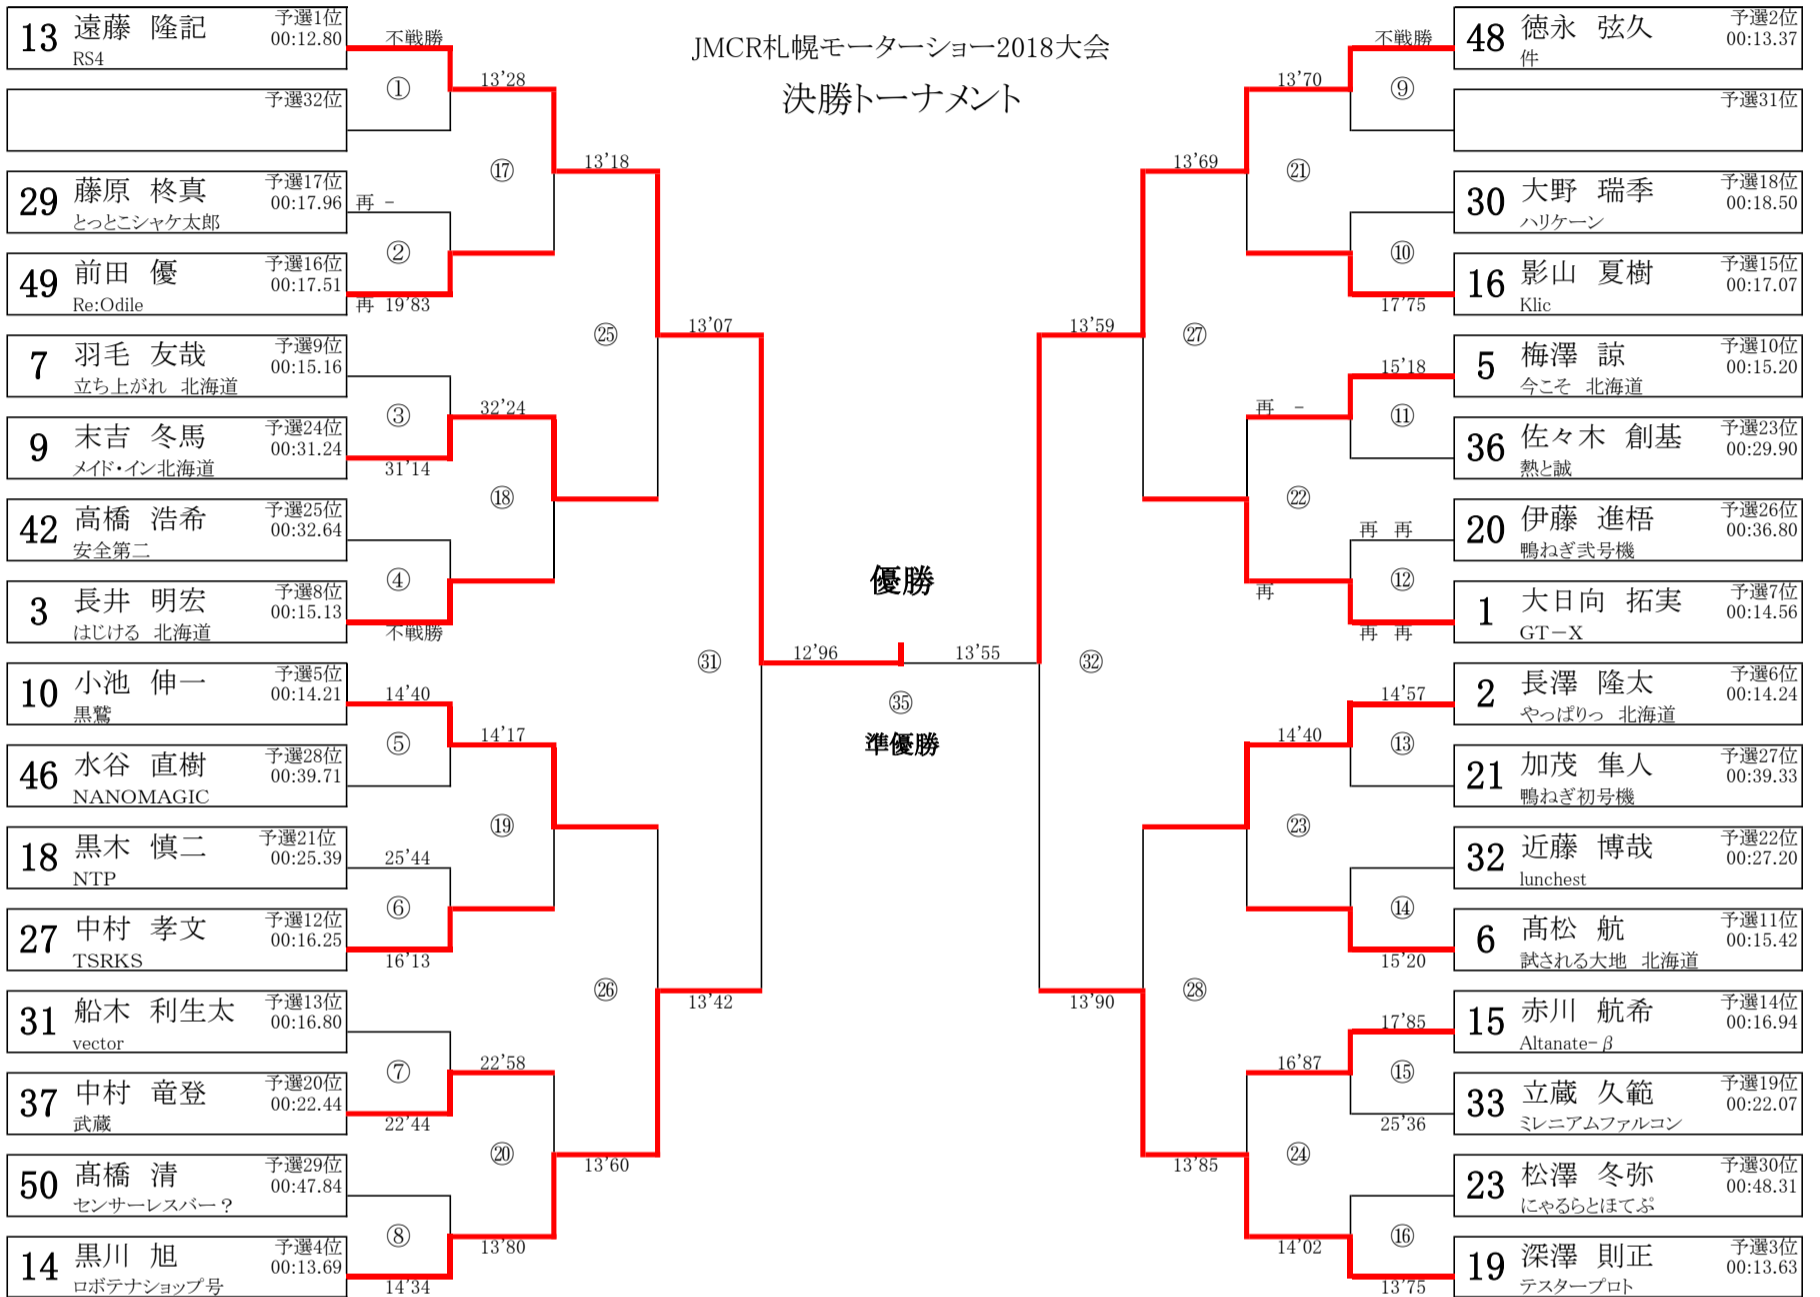 JMCR札幌モーターショー2018大会
決勝トーナメント
13 遠藤 隆記 予選1位
00:12.80
RS4
不戦勝
①
予選32位
13'28
⑰
29 藤原 柊真 予選17位
00:17.96
とっとこシャケ太郎
再 -
②
49 前田 優 予選16位
00:17.51
Re:Odile
再 19'83
13'18
㉕
7 羽毛 友哉 予選9位
00:15.16
立ち上がれ 北海道
③
9 末吉 冬馬 予選24位
00:31.24
メイド・イン北海道
31'14
32'24
⑱
42 高橋 浩希 予選25位
00:32.64
安全第二
④
3 長井 明宏 予選8位
00:15.13
はじける 北海道
不戦勝
13'07
㉛
10 小池 伸一 予選5位
00:14.21
黒鷲
14'40
⑤
46 水谷 直樹 予選28位
00:39.71
NANOMAGIC
14'17
⑲
18 黒木 慎二 予選21位
00:25.39
NTP
25'44
⑥
27 中村 孝文 予選12位
00:16.25
TSRKS
16'13
㉖
13'42
31 船木 利生太 予選13位
00:16.80
vector
⑦
37 中村 竜登 予選20位
00:22.44
武蔵
22'44
22'58
⑳
13'60
50 髙橋 清 予選29位
00:47.84
センサーレスバー?
⑧
13'80
14 黒川 旭 予選4位
00:13.69
ロボテナショップ号
14'34
優勝
12'96
13'55
㉟
準優勝
48 徳永 弦久 予選2位
00:13.37
件
不戦勝
⑨
予選31位
13'70
㉑
30 大野 瑞季 予選18位
00:18.50
ハリケーン
⑩
16 影山 夏樹 予選15位
00:17.07
Klic
17'75
13'69
㉗
5 梅澤 諒 予選10位
00:15.20
今こそ 北海道
15'18
⑪
36 佐々木 創基 予選23位
00:29.90
熱と誠
再 -
㉒
20 伊藤 進梧 予選26位
00:36.80
鴨ねぎ弐号機
再 再
⑫
1 大日向 拓実 予選7位
00:14.56
GT-X
再 再
再
13'59
㉜
2 長澤 隆太 予選6位
00:14.24
やっぱりっ 北海道
14'57
⑬
21 加茂 隼人 予選27位
00:39.33
鴨ねぎ初号機
14'40
㉓
32 近藤 博哉 予選22位
00:27.20
lunchest
⑭
6 髙松 航 予選11位
00:15.42
試される大地 北海道
15'20
㉘
13'90
15 赤川 航希 予選14位
00:16.94
Altanate-β
17'85
⑮
33 立蔵 久範 予選19位
00:22.07
ミレニアムファルコン
25'36
16'87
㉔
13'85
23 松澤 冬弥 予選30位
00:48.31
にゃるらとほてぷ
⑯
14'02
19 深澤 則正 予選3位
00:13.63
テスタープロト
13'75